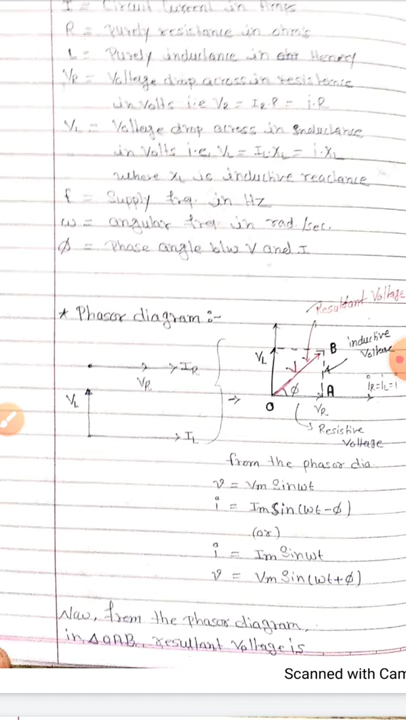 I = Circuit Current in Amps
R = Purely resistance in ohm's
L = Purely inductance in Henry
VR = Voltage drop across in resistance
in volts i.e VR = IR.R = i.R
VL = Voltage drop across in Inductance
in Volts i.e, VL = IL.XL = i.XL
where XL is inductive reactance
f = Supply frq. in Hz
ω = angular frq. in rad./sec.
φ = Phase angle b/w V and I
Resultant Voltage
* Phasor diagram :-
VL
B
inductive
Voltage
V
→ IR
VR
φ
A
iR=iL=i
O
VR
VL
⇒
Resistive
Voltage
→ IL
from the phasor dia.
v = Vm Sinωt
i = Im Sin(ωt-φ)
(or)
i = Im Sinωt
v = Vm Sin(ωt+φ)
Now, from the phasor diagram,
in ΔOAB, resultant Voltage is
Scanned with Cam